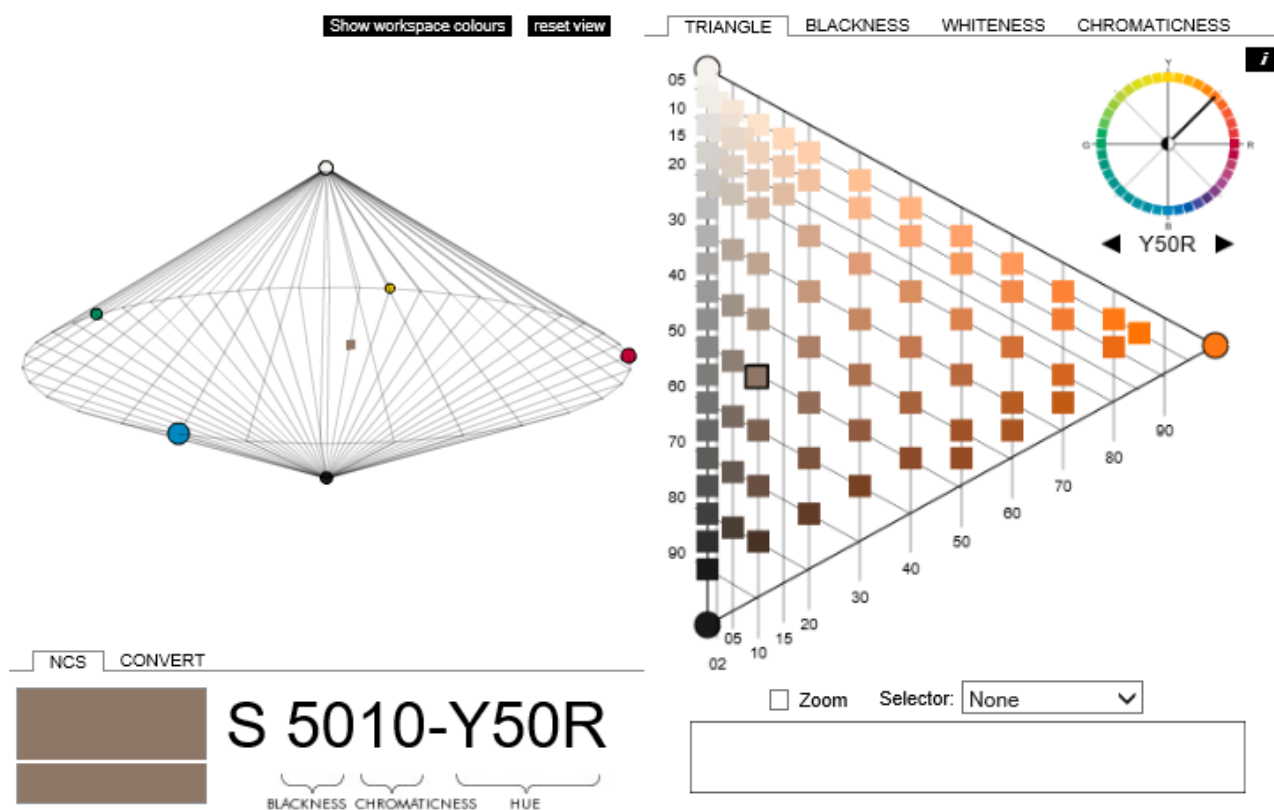 Show workspace colours
reset view
TRIANGLE
BLACKNESS
WHITENESS
CHROMATICNESS
i
Y
G
R
B
Y50R
05
10
15
20
30
40
50
60
70
80
90
02
05
10
15
20
30
40
50
60
70
80
90
NCS
CONVERT
S 5010-Y50R
BLACKNESS
CHROMATICNESS
HUE
Zoom
Selector:
None